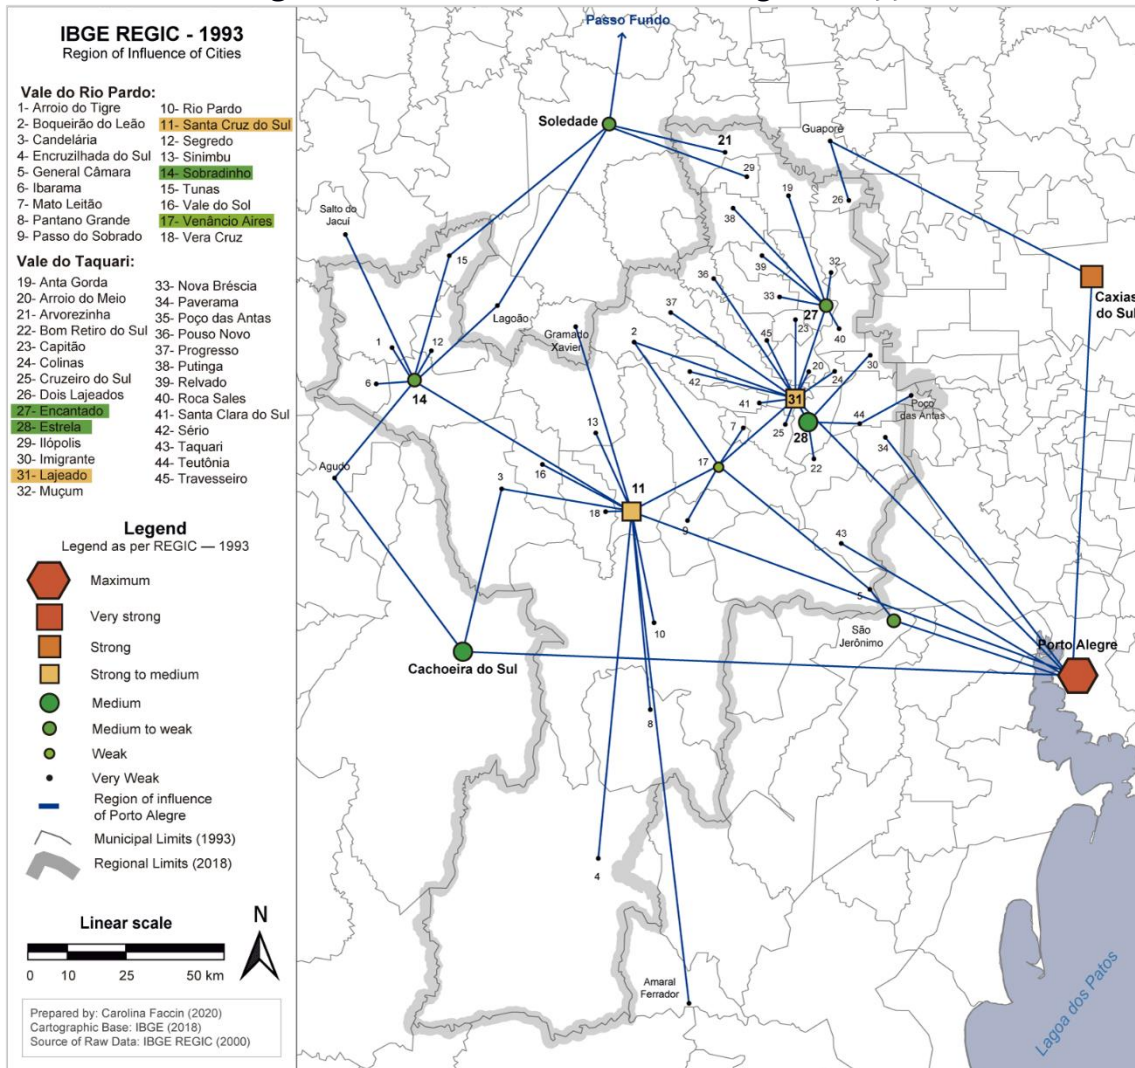 IBGE REGIC - 1993
Region of Influence of Cities
Vale do Rio Pardo:
1- Arroio do Tigre
2- Boqueirão do Leão
3- Candelária
4- Encruzilhada do Sul
5- General Câmara
6- Ibarama
7- Mato Leitão
8- Pantano Grande
9- Passo do Sobrado
10- Rio Pardo
11- Santa Cruz do Sul
12- Segredo
13- Sinimbu
14- Sobradinho
15- Tunas
16- Vale do Sol
17- Venâncio Aires
18- Vera Cruz
Vale do Taquari:
19- Anta Gorda
20- Arroio do Meio
21- Arvorezinha
22- Bom Retiro do Sul
23- Capitão
24- Colinas
25- Cruzeiro do Sul
26- Dois Lajeados
27- Encantado
28- Estrela
29- Ilópolis
30- Imigrante
31- Lajeado
32- Muçum
33- Nova Bréscia
34- Paverama
35- Poço das Antas
36- Pouso Novo
37- Progresso
38- Putinga
39- Relvado
40- Roca Sales
41- Santa Clara do Sul
42- Sério
43- Taquari
44- Teutônia
45- Travesseiro
Legend
Legend as per REGIC — 1993
Maximum
Very strong
Strong
Strong to medium
Medium
Medium to weak
Weak
Very Weak
Region of influence
of Porto Alegre
Municipal Limits (1993)
Regional Limits (2018)
Linear scale
N
0 10 25 50 km
Prepared by: Carolina Faccin (2020)
Cartographic Base: IBGE (2018)
Source of Raw Data: IBGE REGIC (2000)
Passo Fundo
Soledade
21
Guaporé
29
19
26
38
Salto do
Jacuí
15
39
32
36
33
27
Caxias
do Sul
Lagoão
37
23
40
Gramado
Xavier
2
45
1
12
20
30
6
42
24
14
31
41
Poço
das Antas
25
28
44
7
13
34
22
Agudo
16
17
3
11
18
9
43
5
10
São
Jerônimo
Porto Alegre
Cachoeira do Sul
8
4
Amaral
Ferrador
Lagoa dos Patos